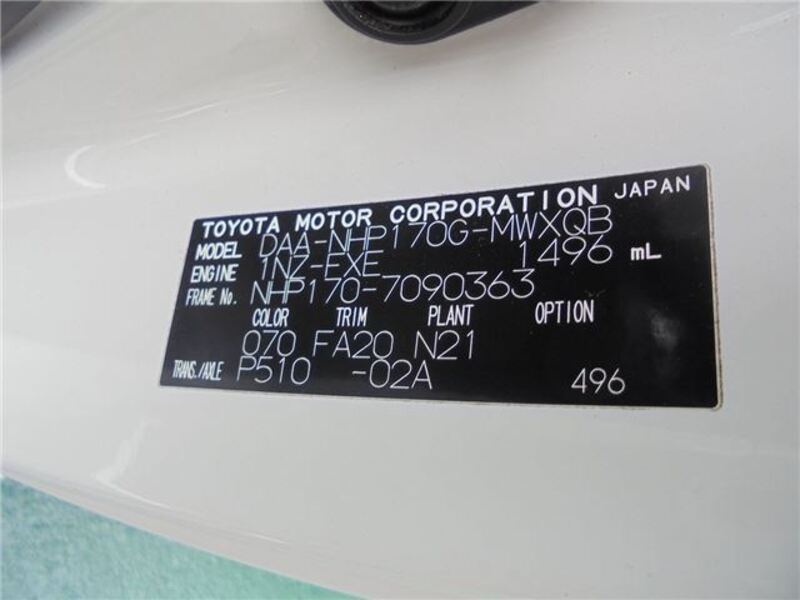 TOYOTA MOTOR CORPORATION JAPAN
MODEL DAA-NHP170G-MWXQB
ENGINE 1NZ-EXE 1496 mL
FRAME No. NHP170-7090363
COLOR TRIM PLANT OPTION
070 FA20 N21
TRANS./AXLE P510 -02A 496